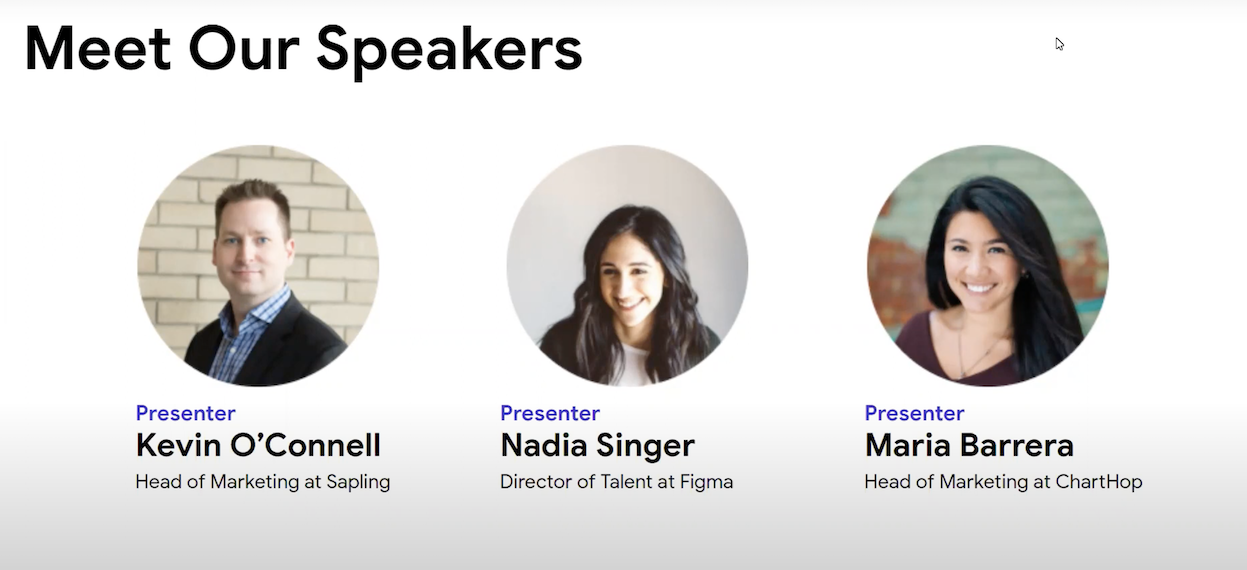 Meet Our Speakers
Presenter
Kevin O’Connell
Head of Marketing at Sapling
Presenter
Nadia Singer
Director of Talent at Figma
Presenter
Maria Barrera
Head of Marketing at ChartHop